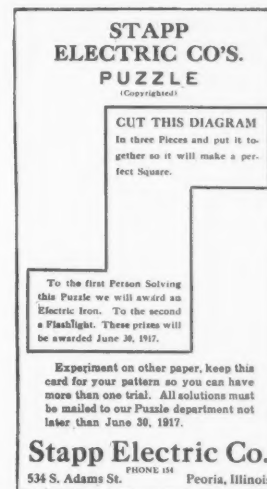 STAPP
ELECTRIC CO'S.
PUZZLE
(Copyrighted)
CUT THIS DIAGRAM
In three Pieces and put it to-
gether so it will make a per-
fect Square.
To the first Person Solving
this Puzzle we will award an
Electric Iron. To the second
a Flashlight. These prizes will
be awarded June 30, 1917.
Experiment on other paper, keep this
card for your pattern so you can have
more than one trial. All solutions must
be mailed to our Puzzle department not
later than June 30, 1917.
Stapp Electric Co.
PHONE 154
534 S. Adams St. Peoria, Illinoi